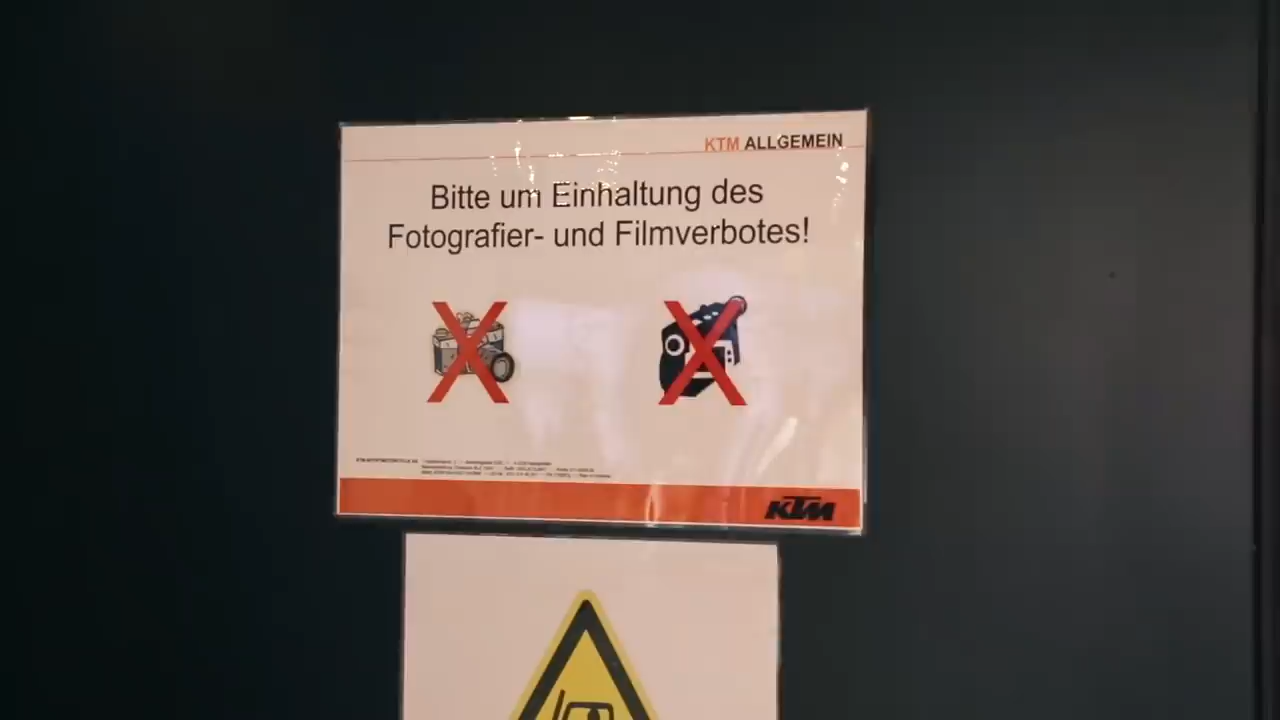 KTM ALLGEMEIN
Bitte um Einhaltung des
Fotografier- und Filmverbotes!
KTM